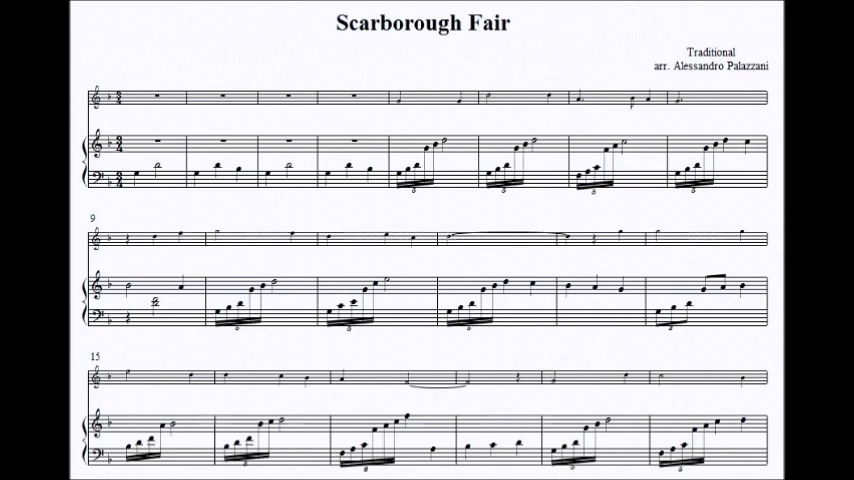 Scarborough Fair
Traditional
arr. Alessandro Palazzani
9
15